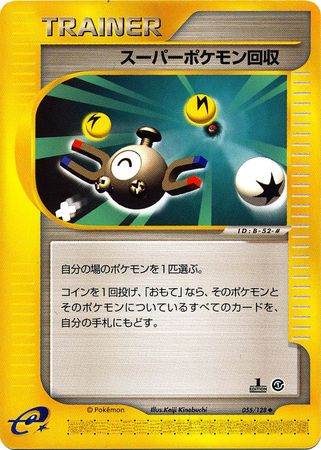 TRAINER
スーパーポケモン回収
ID:B-52-#
自分の場のポケモンを1匹選ぶ。
コインを1回投げ、「おもて」なら、そのポケモンと
そのポケモンについているすべてのカードを、
自分の手札にもどす。
1
EDITION
© Pokémon Illus.Keiji Kinebuchi 055/128◆
e